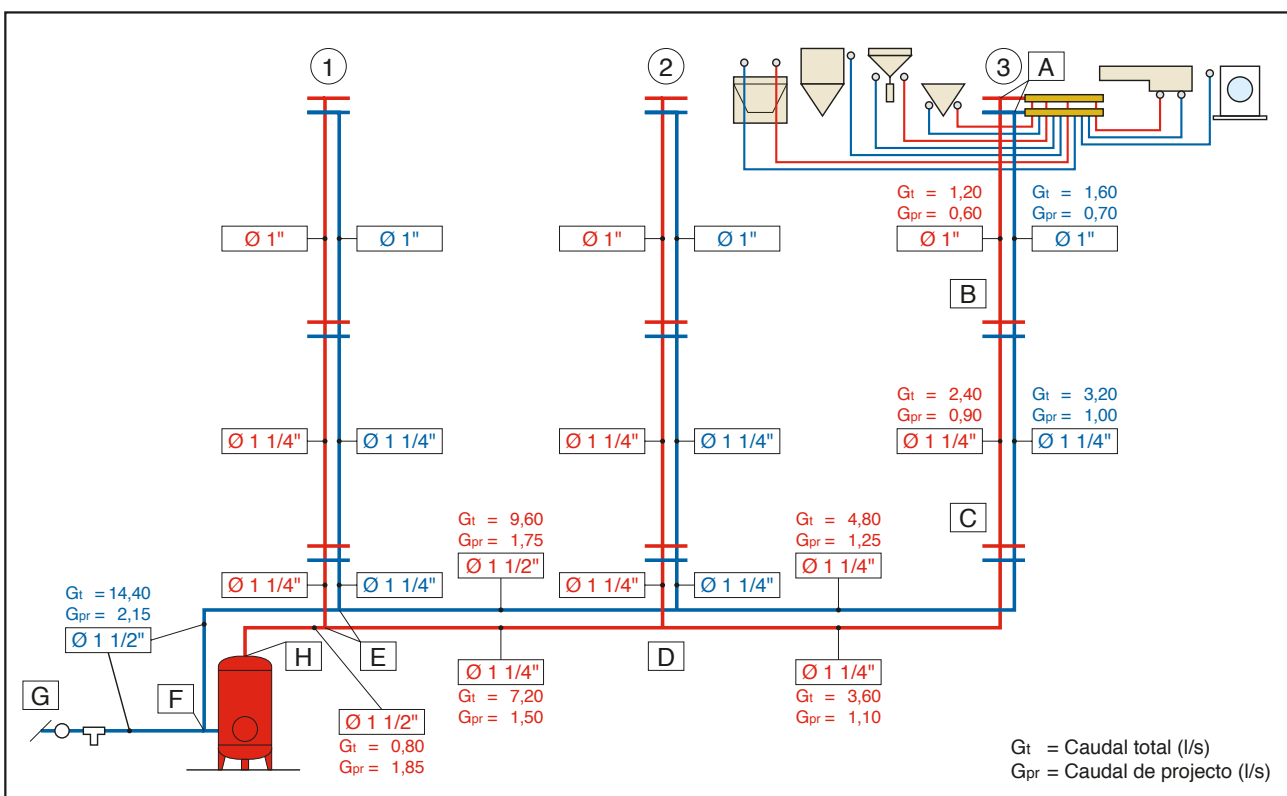 1
2
3
A
Gt = 1,20
Gpr = 0,60
Gt = 1,60
Gpr = 0,70
Ø 1"
Ø 1"
Ø 1"
Ø 1"
Ø 1"
Ø 1"
B
Gt = 2,40
Gpr = 0,90
Gt = 3,20
Gpr = 1,00
Ø 1 1/4"
Ø 1 1/4"
Ø 1 1/4"
Ø 1 1/4"
Ø 1 1/4"
Ø 1 1/4"
C
Gt = 9,60
Gpr = 1,75
Ø 1 1/2"
Gt = 4,80
Gpr = 1,25
Ø 1 1/4"
Ø 1 1/4"
Ø 1 1/4"
Ø 1 1/4"
Ø 1 1/4"
Gt = 14,40
Gpr = 2,15
Ø 1 1/2"
H
E
D
G
F
Ø 1 1/4"
Gt = 7,20
Gpr = 1,50
Ø 1 1/4"
Gt = 3,60
Gpr = 1,10
Ø 1 1/2"
Gt = 0,80
Gpr = 1,85
Gt = Caudal total (l/s)
Gpr = Caudal de projecto (l/s)